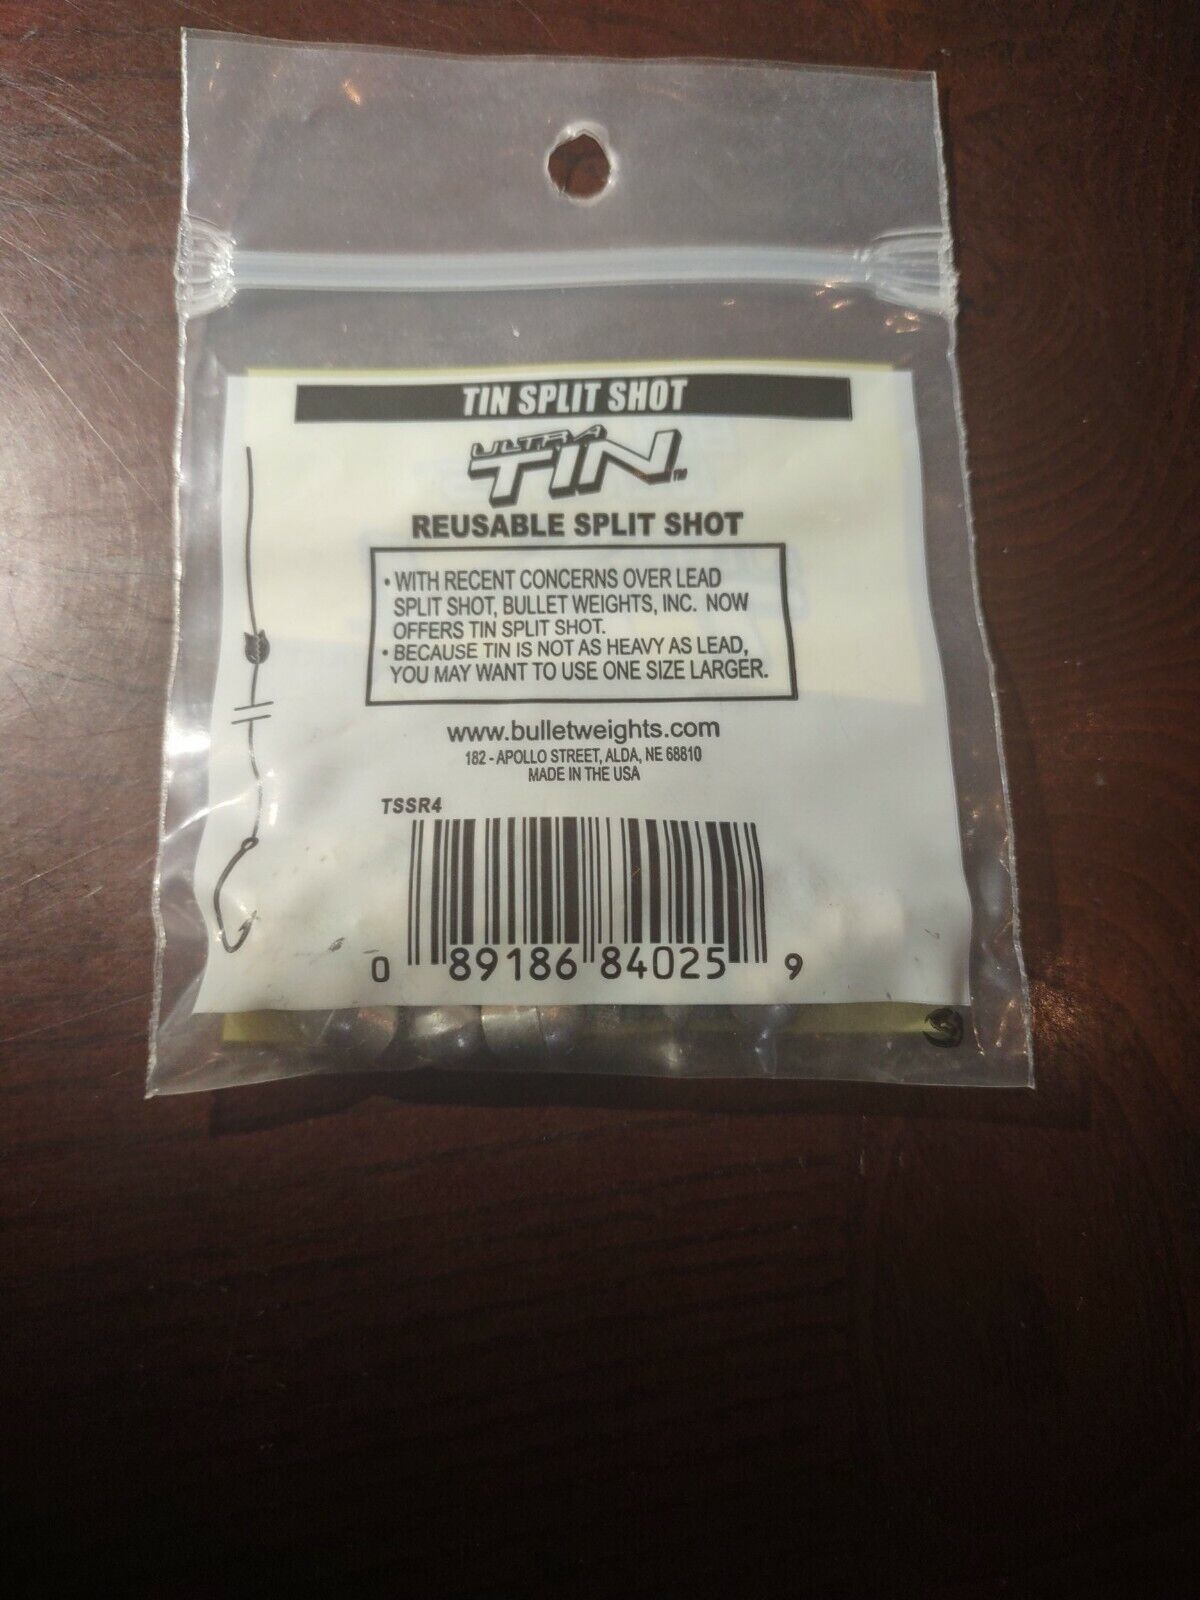 TIN SPLIT SHOT
ULTRA
TIN™
REUSABLE SPLIT SHOT
• WITH RECENT CONCERNS OVER LEAD
SPLIT SHOT, BULLET WEIGHTS, INC. NOW
OFFERS TIN SPLIT SHOT.
• BECAUSE TIN IS NOT AS HEAVY AS LEAD,
YOU MAY WANT TO USE ONE SIZE LARGER.
www.bulletweights.com
182 - APOLLO STREET, ALDA, NE 68810
MADE IN THE USA
TSSR4
0 89186 84025 9